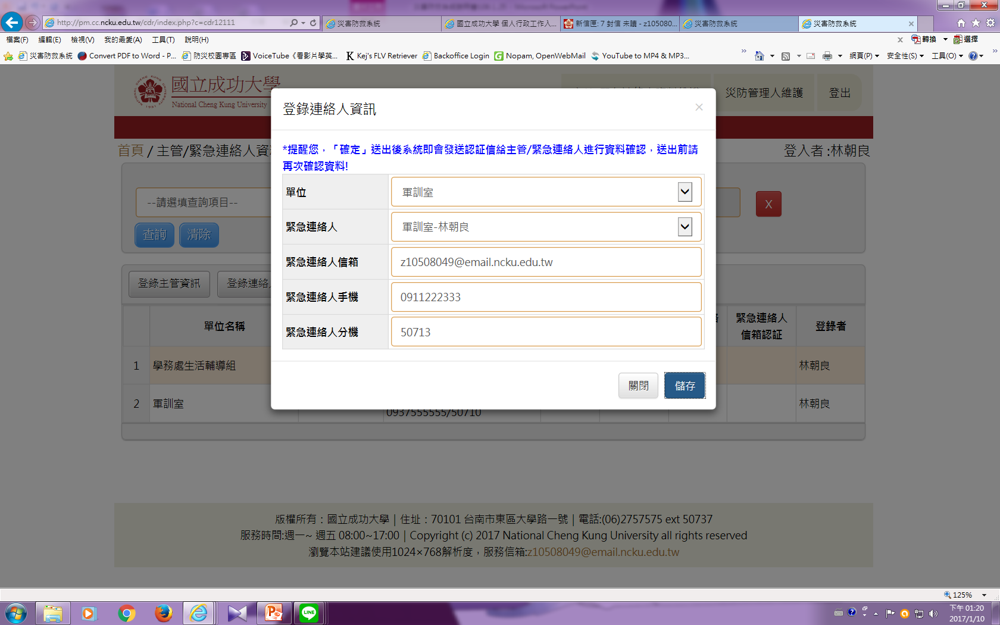 http://pm.cc.ncku.edu.tw/cdr/index.php?c=cdr12111
災害防救系統
國立成功大學 個人行政工作入...
新信匣: 7 封信 未讀 - z105080...
災害防救系統
災害防救系統
檔案(F) 編輯(E) 檢視(V) 我的最愛(A) 工具(T) 說明(H)
x 轉換 選擇
災害防救系統 Convert PDF to Word - P... 防災校園專區 VoiceTube《看影片學英... Kej's FLV Retriever Backoffice Login Nopam, OpenWebMail YouTube to MP4 & MP3...
網頁(P) 安全性(S) 工具(O)
國立成功大學
National Cheng Kung University
災防管理人維護 登出
首頁 / 主管/緊急連絡人資
登入者 :林朝良
--請選填查詢項目--
X
查詢 清除
登錄主管資訊 登錄連絡
單位名稱
緊急連絡人
信箱認証
登錄者
1 學務處生活輔導組 林朝良
2 軍訓室 林朝良
0937555555/50710
登錄連絡人資訊
×
*提醒您，「確定」送出後系統即會發送認証信給主管/緊急連絡人進行資料確認，送出前請
再次確認資料!
單位 軍訓室
緊急連絡人 軍訓室-林朝良
緊急連絡人信箱 z10508049@email.ncku.edu.tw
緊急連絡人手機 0911222333
緊急連絡人分機 50713
關閉 儲存
版權所有：國立成功大學 | 住址：70101 台南市東區大學路一號 | 電話:(06)2757575 ext 50737
服務時間:週一~ 週五 08:00~17:00 | Copyright (c) 2017 National Cheng Kung University all rights reserved
瀏覽本站建議使用1024×768解析度，服務信箱:z10508049@email.ncku.edu.tw
125%
LINE
下午 01:20
2017/1/10